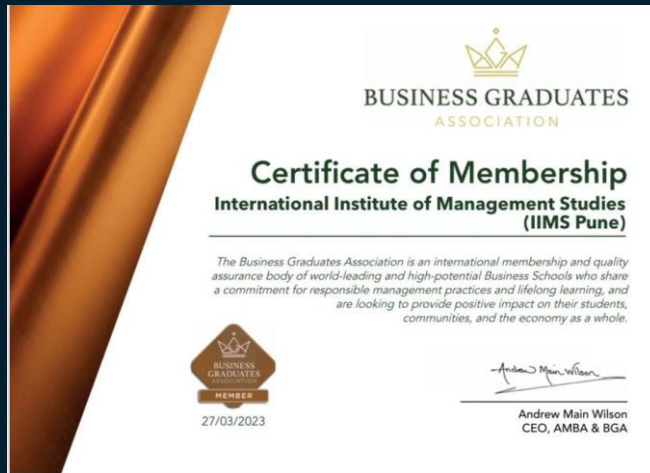 BUSINESS GRADUATES
ASSOCIATION
Certificate of Membership
International Institute of Management Studies
(IIMS Pune)
The Business Graduates Association is an international membership and quality
assurance body of world-leading and high-potential Business Schools who share
a commitment for responsible management practices and lifelong learning, and
are looking to provide positive impact on their students,
communities, and the economy as a whole.
BUSINESS
GRADUATES
ASSOCIATION
MEMBER
27/03/2023
Andrew Main Wilson
Andrew Main Wilson
CEO, AMBA & BGA